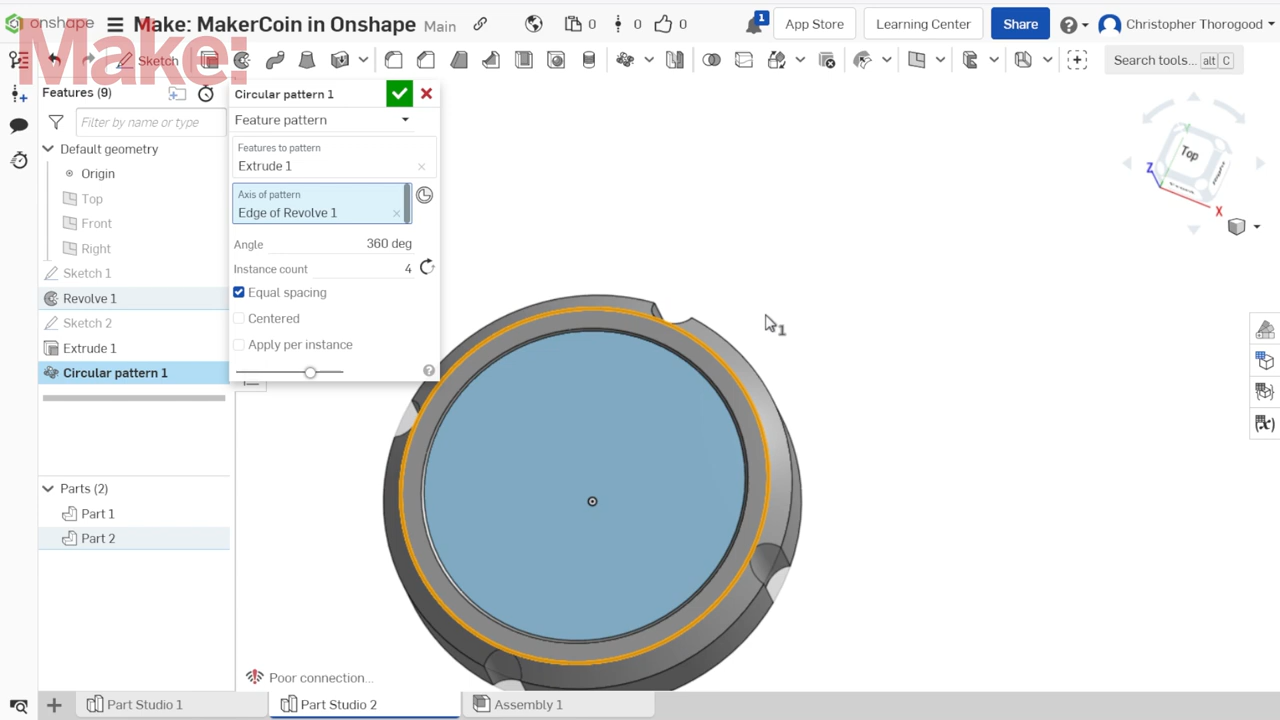 onshape
Make: MakerCoin in Onshape
Main
0
0
0
1
App Store
Learning Center
Share
Christopher Thorogood
Make:
Sketch
Search tools...
alt C
Features (9)
Filter by name or type
Default geometry
Origin
Top
Front
Right
Sketch 1
Revolve 1
Sketch 2
Extrude 1
Circular pattern 1
Parts (2)
Part 1
Part 2
Circular pattern 1
Feature pattern
Features to pattern
Extrude 1
Axis of pattern
Edge of Revolve 1
Angle 360 deg
Instance count 4
Equal spacing
Centered
Apply per instance
Top
Z
X
1
Poor connection...
Part Studio 1
Part Studio 2
Assembly 1